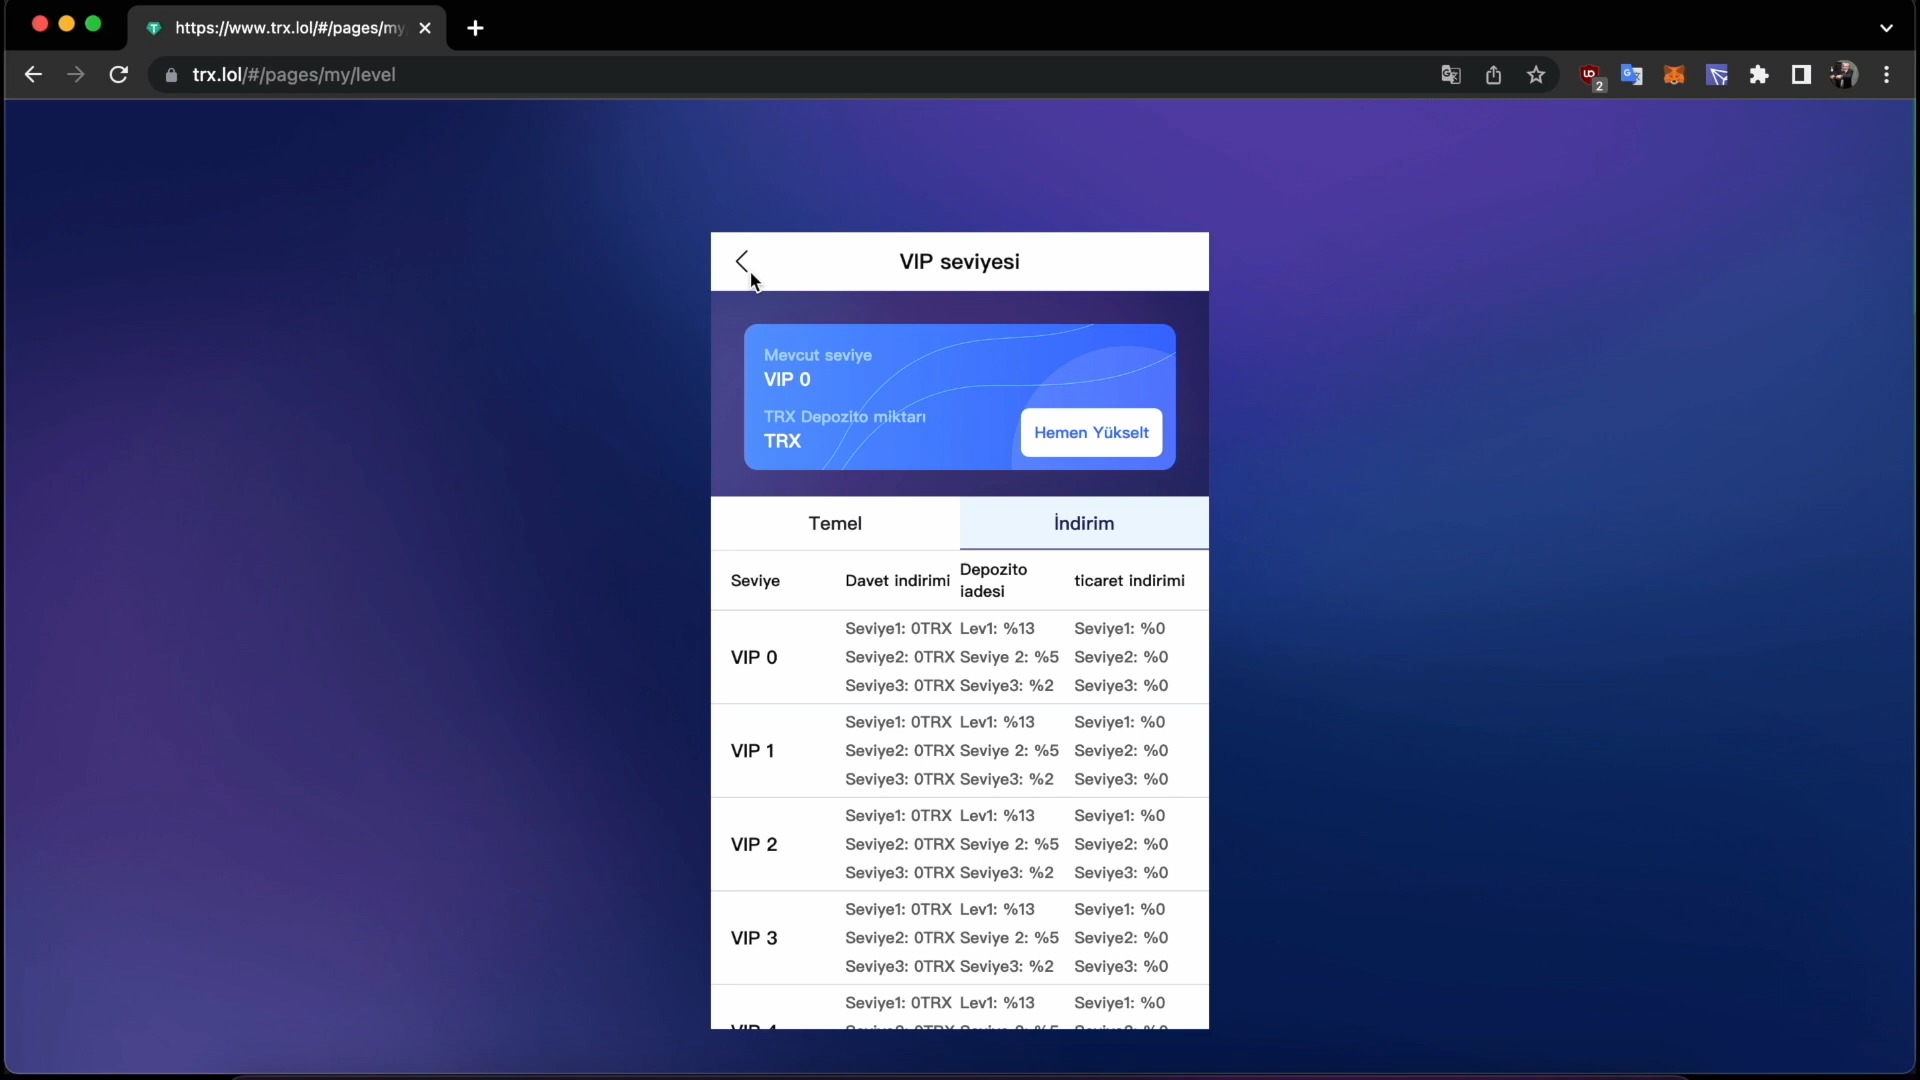 https://www.trx.lol/#/pages/my
trx.lol/#/pages/my/level
2
VIP seviyesi
Mevcut seviye
VIP 0
TRX Depozito miktarı
TRX
Hemen Yükselt
Temel İndirim
Seviye Davet indirimi Depozito iadesi ticaret indirimi
Seviye1: 0TRX Lev1: %13 Seviye1: %0
VIP 0 Seviye2: 0TRX Seviye 2: %5 Seviye2: %0
Seviye3: 0TRX Seviye3: %2 Seviye3: %0
Seviye1: 0TRX Lev1: %13 Seviye1: %0
VIP 1 Seviye2: 0TRX Seviye 2: %5 Seviye2: %0
Seviye3: 0TRX Seviye3: %2 Seviye3: %0
Seviye1: 0TRX Lev1: %13 Seviye1: %0
VIP 2 Seviye2: 0TRX Seviye 2: %5 Seviye2: %0
Seviye3: 0TRX Seviye3: %2 Seviye3: %0
Seviye1: 0TRX Lev1: %13 Seviye1: %0
VIP 3 Seviye2: 0TRX Seviye 2: %5 Seviye2: %0
Seviye3: 0TRX Seviye3: %2 Seviye3: %0
Seviye1: 0TRX Lev1: %13 Seviye1: %0